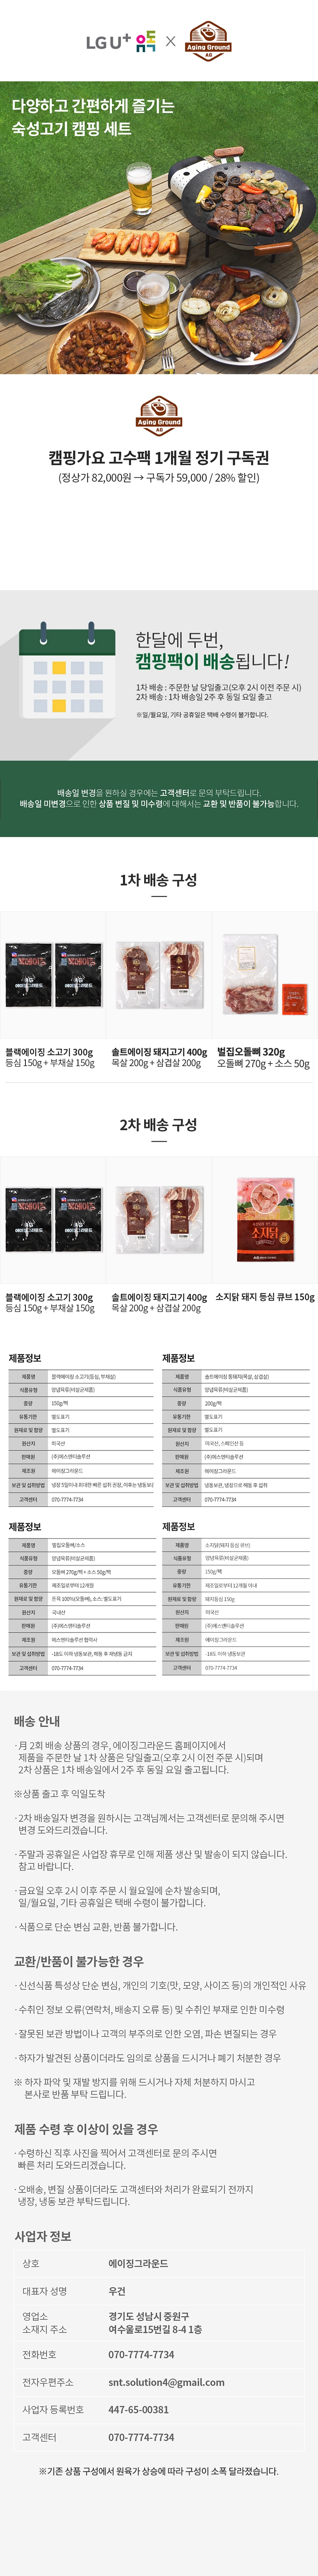 LG U+ 유독 X Aging Ground AG
다양하고 간편하게 즐기는
숙성고기 캠핑 세트
Aging Ground
AG
캠핑가요 고수팩 1개월 정기 구독권
(정상가 82,000원 → 구독가 59,000 / 28% 할인)
한달에 두번,
캠핑팩이 배송됩니다!
1차 배송 : 주문한 날 당일출고(오후 2시 이전 주문 시)
2차 배송 : 1차 배송일 2주 후 동일 요일 출고
※일/월요일, 기타 공휴일은 택배 수령이 불가합니다.
배송일 변경을 원하실 경우에는 고객센터로 문의 부탁드립니다.
배송일 미변경으로 인한 상품 변질 및 미수령에 대해서는 교환 및 반품이 불가능합니다.
1차 배송 구성
블랙에이징 소고기 300g
등심 150g + 부채살 150g
솔트에이징 돼지고기 400g
목살 200g + 삼겹살 200g
벌집오돌뼈 320g
오돌뼈 270g + 소스 50g
2차 배송 구성
소지닭
블랙에이징 소고기 300g
등심 150g + 부채살 150g
솔트에이징 돼지고기 400g
목살 200g + 삼겹살 200g
소지닭 돼지 등심 큐브 150g
제품정보
제품명 블랙에이징 소고기(등심, 부채살)
식품유형 양념육류(비살균제품)
중량 150g/팩
유통기한 별도표기
원재료 및 함량 별도표기
원산지 미국산
판매원 (주)에스앤티솔루션
제조원 에이징그라운드
보관 및 섭취방법
고객센터 070-7774-7734
제품정보
제품명 솔트에이징 통돼지(목살, 삼겹살)
식품유형 양념육류(비살균제품)
중량 200g/팩
유통기한 별도표기
원재료 및 함량 별도표기
원산지 미국산, 스페인산 등
판매원 (주)에스앤티솔루션
제조원 에이징그라운드
보관 및 섭취방법 냉동보관, 냉장으로 해동 후 섭취
고객센터 070-7774-7734
제품정보
제품명 벌집오돌뼈/소스
식품유형 양념육류(비살균제품)
중량 오돌뼈 270g/팩 + 소스 50g/팩
유통기한 제조일로부터 12개월
원재료 및 함량 돈육 100%(오돌뼈), 소스: 별도표기
원산지 국내산
판매원 (주)에스앤티솔루션
제조원 에스앤티솔루션 협력사
보관 및 섭취방법 -18도 이하 냉동보관, 해동 후 재냉동 금지
고객센터 070-7774-7734
제품정보
제품명 소지닭(돼지 등심 큐브)
식품유형 양념육류(비살균제품)
중량 150g/팩
유통기한 제조일로부터 12개월 이내
원재료 및 함량 돼지등심 150g
원산지 미국산
판매원 (주)에스앤티솔루션
제조원 에이징그라운드
보관 및 섭취방법 -18도 이하 냉동보관
고객센터 070-7774-7734
배송 안내
·月 2회 배송 상품의 경우, 에이징그라운드 홈페이지에서
제품을 주문한 날 1차 상품은 당일출고(오후 2시 이전 주문 시)되며
2차 상품은 1차 배송일에서 2주 후 동일 요일 출고됩니다.
※상품 출고 후 익일도착
·2차 배송일자 변경을 원하시는 고객님께서는 고객센터로 문의해 주시면
변경 도와드리겠습니다.
·주말과 공휴일은 사업장 휴무로 인해 제품 생산 및 발송이 되지 않습니다.
참고 바랍니다.
·금요일 오후 2시 이후 주문 시 월요일에 순차 발송되며,
일/월요일, 기타 공휴일은 택배 수령이 불가합니다.
·식품으로 단순 변심 교환, 반품 불가합니다.
교환/반품이 불가능한 경우
·신선식품 특성상 단순 변심, 개인의 기호(맛, 모양, 사이즈 등)의 개인적인 사유
·수취인 정보 오류(연락처, 배송지 오류 등) 및 수취인 부재로 인한 미수령
·잘못된 보관 방법이나 고객의 부주의로 인한 오염, 파손 변질되는 경우
·하자가 발견된 상품이더라도 임의로 상품을 드시거나 폐기 처분한 경우
※ 하자 파악 및 재발 방지를 위해 드시거나 자체 처분하지 마시고
본사로 반품 부탁 드립니다.
제품 수령 후 이상이 있을 경우
·수령하신 직후 사진을 찍어서 고객센터로 문의 주시면
빠른 처리 도와드리겠습니다.
·오배송, 변질 상품이더라도 고객센터와 처리가 완료되기 전까지
냉장, 냉동 보관 부탁드립니다.
사업자 정보
상호 에이징그라운드
대표자 성명 우건
영업소 소재지 주소 경기도 성남시 중원구 여수울로15번길 8-4 1층
전화번호 070-7774-7734
전자우편주소 snt.solution4@gmail.com
사업자 등록번호 447-65-00381
고객센터 070-7774-7734
※기존 상품 구성에서 원육가 상승에 따라 구성이 소폭 달라졌습니다.